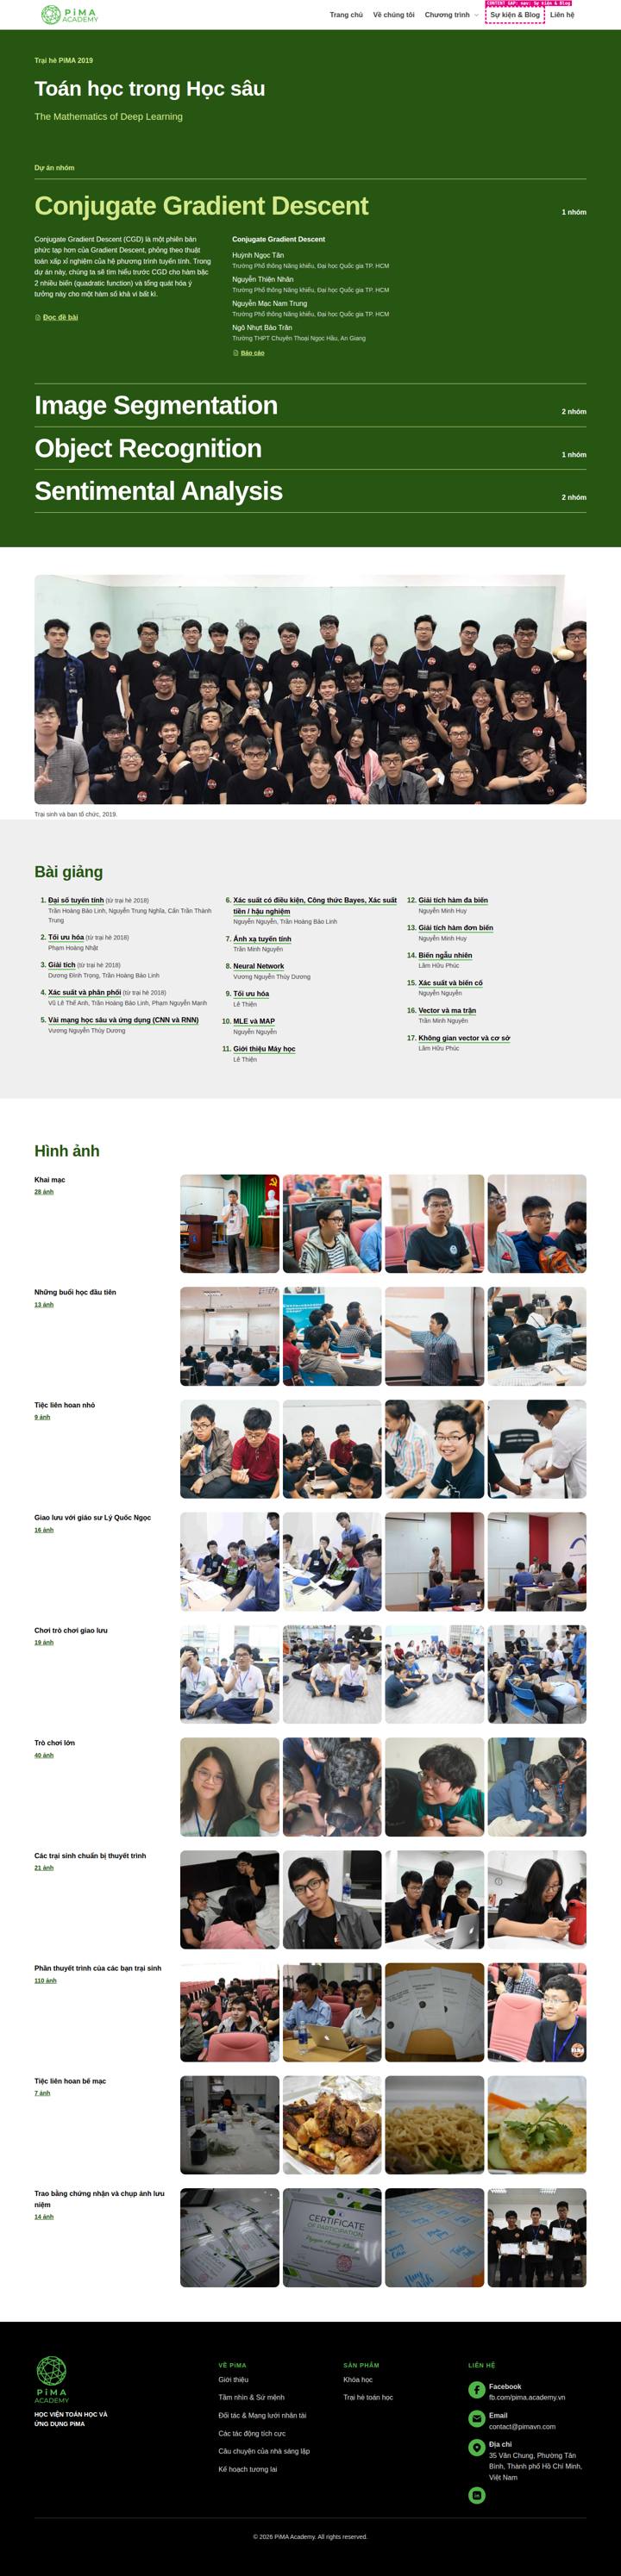 PiMA
ACADEMY
Trang chủ
Về chúng tôi
Chương trình
CONTENT GAP: nav: Sự kiện & Blog
Sự kiện & Blog
Liên hệ
Trại hè PiMA 2019
Toán học trong Học sâu
The Mathematics of Deep Learning
Dự án nhóm
Conjugate Gradient Descent
1 nhóm
Conjugate Gradient Descent (CGD) là một phiên bản
phức tạp hơn của Gradient Descent, phỏng theo thuật
toán xấp xỉ nghiệm của hệ phương trình tuyến tính. Trong
dự án này, chúng ta sẽ tìm hiểu trước CGD cho hàm bậc
2 nhiều biến (quadratic function) và tổng quát hóa ý
tưởng này cho một hàm số khả vi bất kì.
Đọc đề bài
Conjugate Gradient Descent
Huỳnh Ngọc Tân
Trường Phổ thông Năng khiếu, Đại học Quốc gia TP. HCM
Nguyễn Thiện Nhân
Trường Phổ thông Năng khiếu, Đại học Quốc gia TP. HCM
Nguyễn Mạc Nam Trung
Trường Phổ thông Năng khiếu, Đại học Quốc gia TP. HCM
Ngô Nhựt Bảo Trân
Trường THPT Chuyên Thoại Ngọc Hầu, An Giang
Báo cáo
Image Segmentation
2 nhóm
Object Recognition
1 nhóm
Sentimental Analysis
2 nhóm
Trại sinh và ban tổ chức, 2019.
Bài giảng
1. Đại số tuyến tính (từ trại hè 2018)
Trần Hoàng Bảo Linh, Nguyễn Trung Nghĩa, Cấn Trần Thành
Trung
2. Tối ưu hóa (từ trại hè 2018)
Phạm Hoàng Nhật
3. Giải tích (từ trại hè 2018)
Dương Đình Trọng, Trần Hoàng Bảo Linh
4. Xác suất và phân phối (từ trại hè 2018)
Vũ Lê Thế Anh, Trần Hoàng Bảo Linh, Phạm Nguyễn Mạnh
5. Vài mạng học sâu và ứng dụng (CNN và RNN)
Vương Nguyễn Thùy Dương
6. Xác suất có điều kiện, Công thức Bayes, Xác suất
tiền / hậu nghiệm
Nguyễn Nguyễn, Trần Hoàng Bảo Linh
7. Ánh xạ tuyến tính
Trần Minh Nguyên
8. Neural Network
Vương Nguyễn Thùy Dương
9. Tối ưu hóa
Lê Thiện
10. MLE và MAP
Nguyễn Nguyễn
11. Giới thiệu Máy học
Lê Thiện
12. Giải tích hàm đa biến
Nguyễn Minh Huy
13. Giải tích hàm đơn biến
Nguyễn Minh Huy
14. Biến ngẫu nhiên
Lâm Hữu Phúc
15. Xác suất và biến cố
Nguyễn Nguyễn
16. Vector và ma trận
Trần Minh Nguyên
17. Không gian vector và cơ sở
Lâm Hữu Phúc
Hình ảnh
Khai mạc
28 ảnh
Những buổi học đầu tiên
13 ảnh
Tiệc liên hoan nhỏ
9 ảnh
Giao lưu với giáo sư Lý Quốc Ngọc
16 ảnh
Chơi trò chơi giao lưu
19 ảnh
Trò chơi lớn
40 ảnh
Các trại sinh chuẩn bị thuyết trình
21 ảnh
Phần thuyết trình của các bạn trại sinh
110 ảnh
Tiệc liên hoan bế mạc
7 ảnh
Trao bằng chứng nhận và chụp ảnh lưu
niệm
14 ảnh
CERTIFICATE
OF PARTICIPATION
PiMA
ACADEMY
HỌC VIỆN TOÁN HỌC VÀ
ỨNG DỤNG PiMA
VỀ PiMA
Giới thiệu
Tầm nhìn & Sứ mệnh
Đối tác & Mạng lưới nhân tài
Các tác động tích cực
Câu chuyện của nhà sáng lập
Kế hoạch tương lai
SẢN PHẨM
Khóa học
Trại hè toán học
LIÊN HỆ
Facebook
fb.com/pima.academy.vn
Email
contact@pimavn.com
Địa chỉ
35 Văn Chung, Phường Tân
Bình, Thành phố Hồ Chí Minh,
Việt Nam
© 2026 PiMA Academy. All rights reserved.